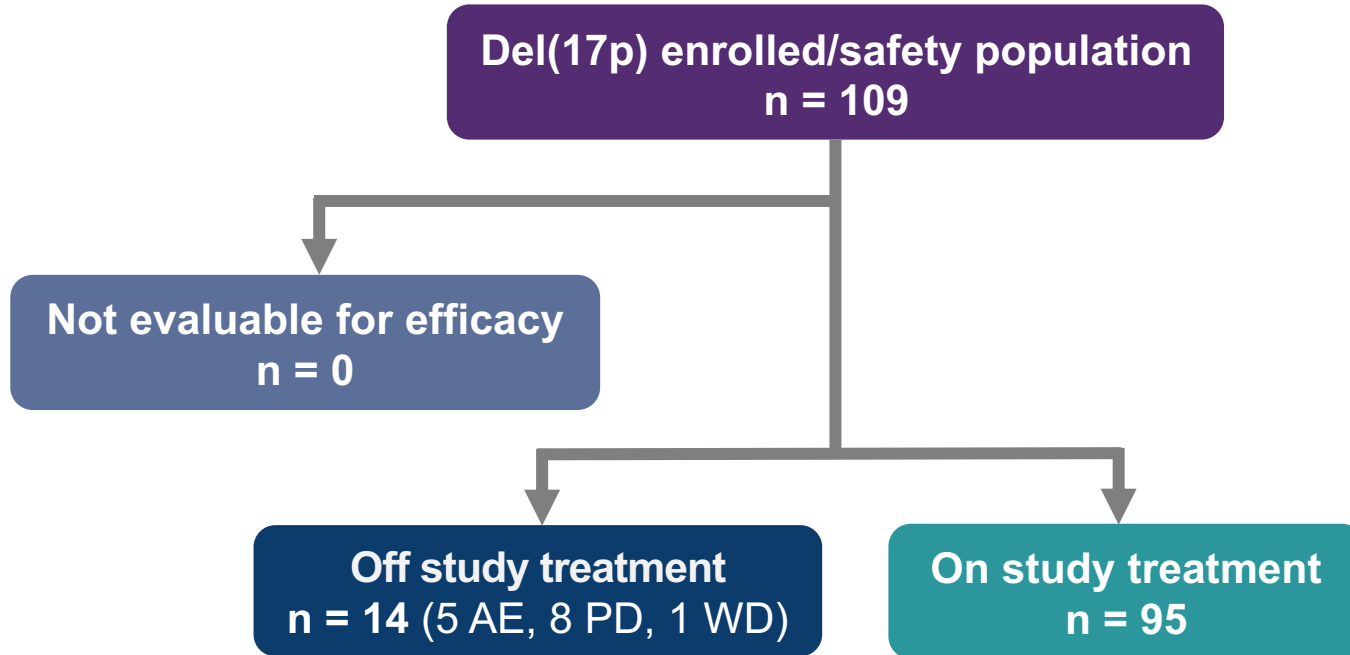 Del(17p) enrolled/safety population
n = 109
Not evaluable for efficacy
n = 0
Off study treatment
n = 14 (5 AE, 8 PD, 1 WD)
On study treatment
n = 95